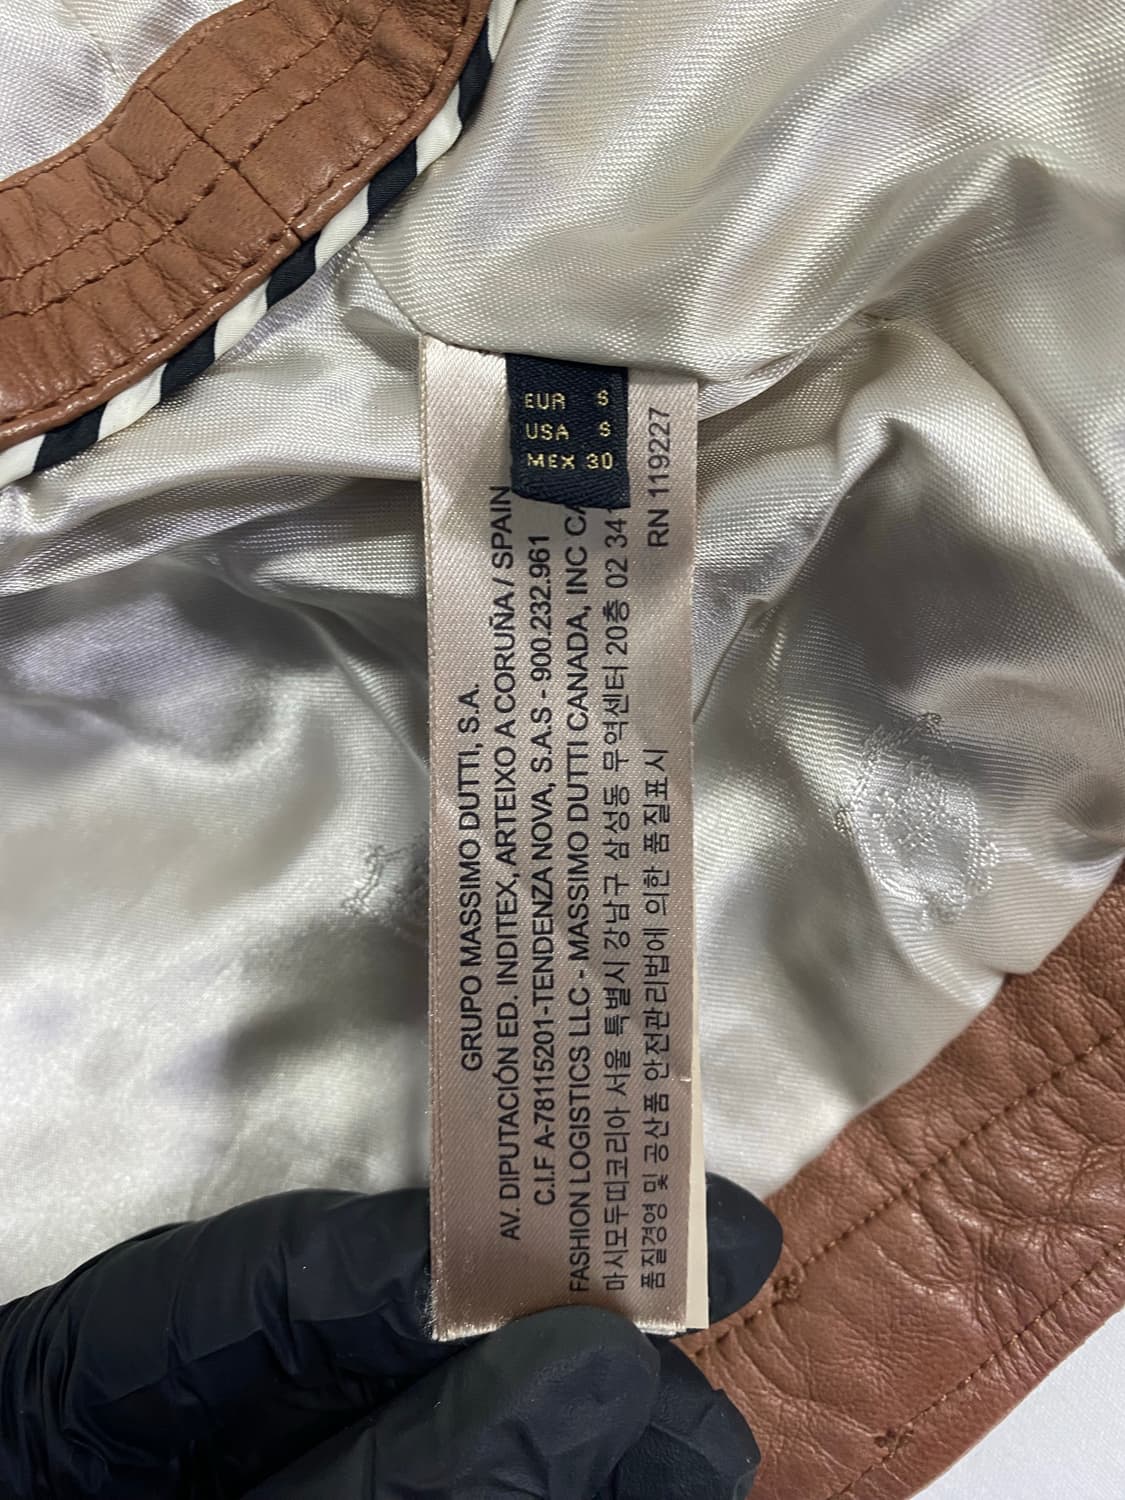 EUR S
USA S
MEX 30
GRUPO MASSIMO DUTTI, S.A.
AV. DIPUTACIÓN ED. INDITEX, ARTEIXO A CORUÑA / SPAIN
C.I.F A-78115201-TENDENZA NOVA, S.A.S - 900.232.961
FASHION LOGISTICS LLC - MASSIMO DUTTI CANADA, INC
마시모두띠코리아 서울 특별시 강남구 삼성동 무역센터 20층 02 34
품질경영 및 공산품 안전관리법에 의한 품질표시 RN 119227